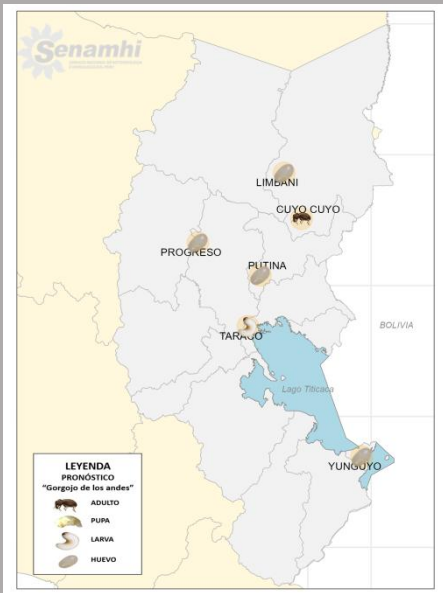 Senamhi
LIMBANI
CUYO CUYO
PROGRESO
PUTINA
TARACO
BOLIVIA
Lago Titicaca
YUNGUYO
LEYENDA
PRONÓSTICO
"Gorgojo de los andes"
ADULTO
PUPA
LARVA
HUEVO